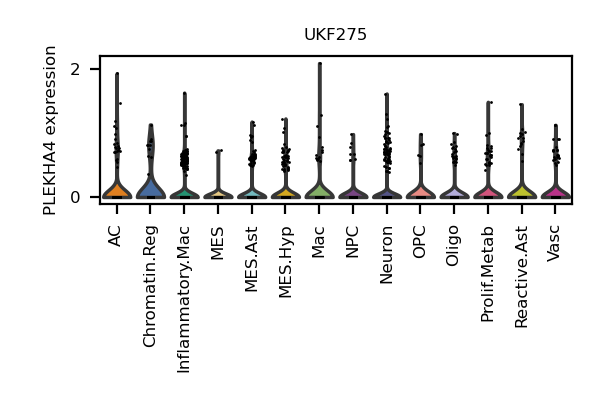 UKF275
PLEKHA4 expression
2
0
AC
Chromatin.Reg
Inflammatory.Mac
MES
MES.Ast
MES.Hyp
Mac
NPC
Neuron
OPC
Oligo
Prolif.Metab
Reactive.Ast
Vasc